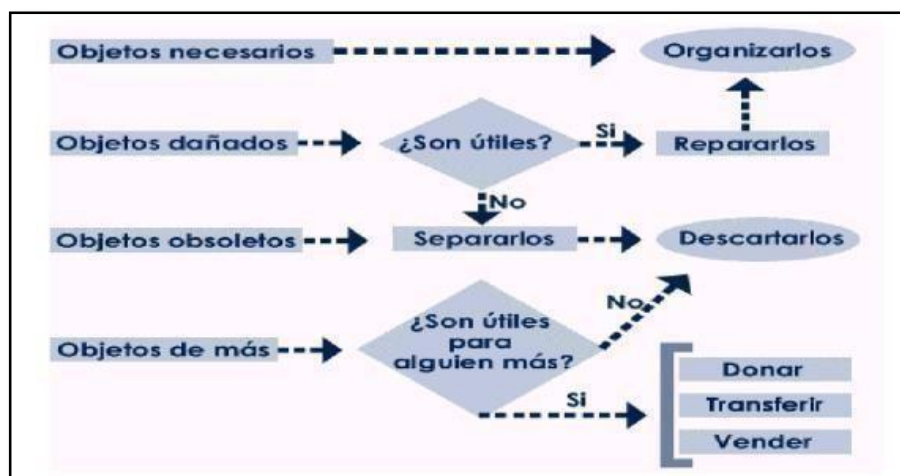 Objetos necesarios
Organizarlos
Objetos dañados
¿Son útiles?
Si
Repararlos
No
Objetos obsoletos
Separarlos
Descartarlos
Objetos de más
¿Son útiles
para
alguien más?
No
Si
Donar
Transferir
Vender